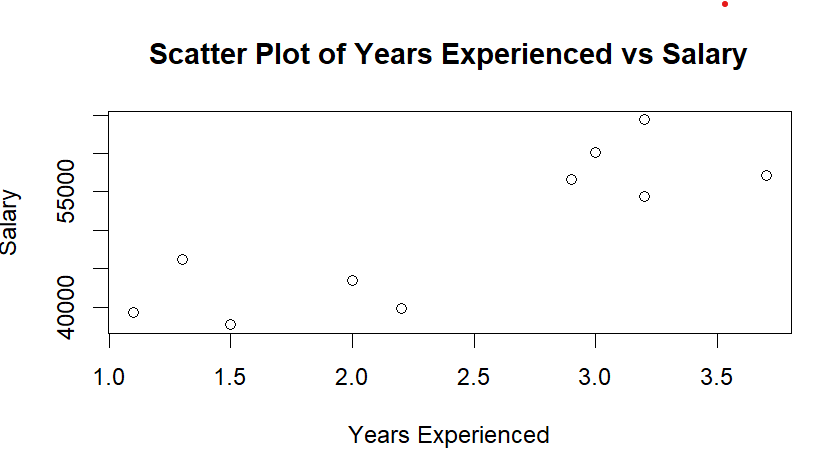 Scatter Plot of Years Experienced vs Salary
Salary
55000
40000
1.0 1.5 2.0 2.5 3.0 3.5
Years Experienced